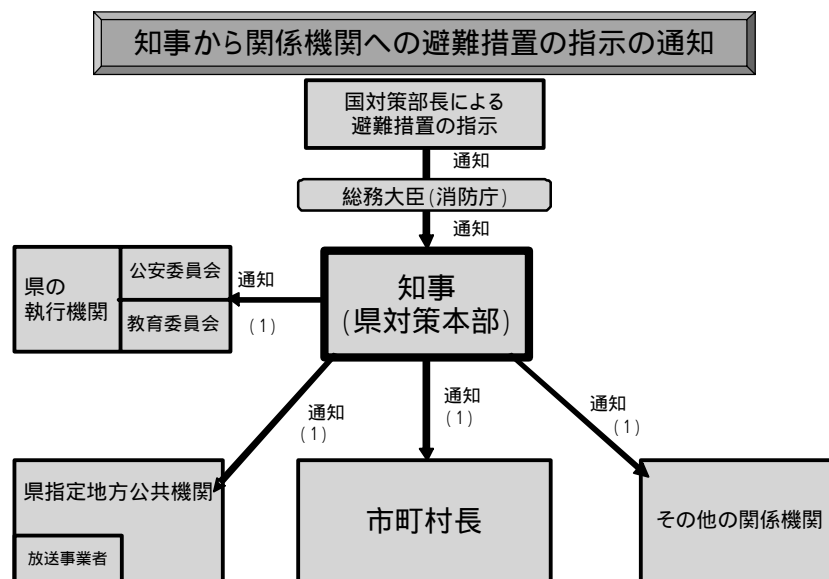 知事から関係機関への避難措置の指示の通知
国対策部長による
避難措置の指示
通知
総務大臣(消防庁)
通知
県の
執行機関
公安委員会
教育委員会
通知
(1)
知事
(県対策本部)
通知
(1)
通知
(1)
通知
(1)
県指定地方公共機関
放送事業者
市町村長
その他の関係機関